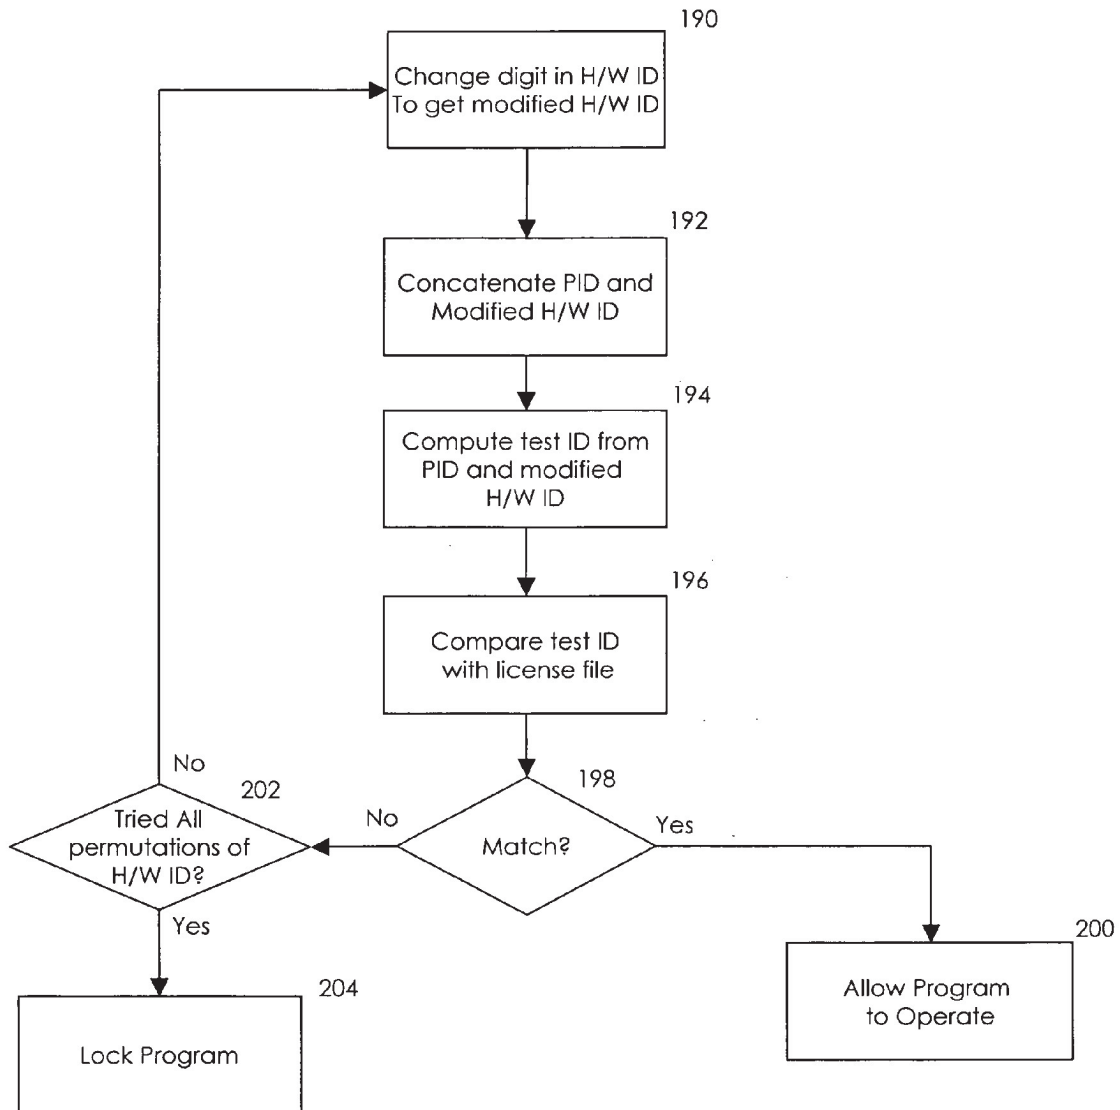 190
Change digit in H/W ID
To get modified H/W ID
192
Concatenate PID and
Modified H/W ID
194
Compute test ID from
PID and modified
H/W ID
196
Compare test ID
with license file
198
Match?
No
Yes
202
Tried All
permutations of
H/W ID?
No
Yes
200
Allow Program
to Operate
204
Lock Program